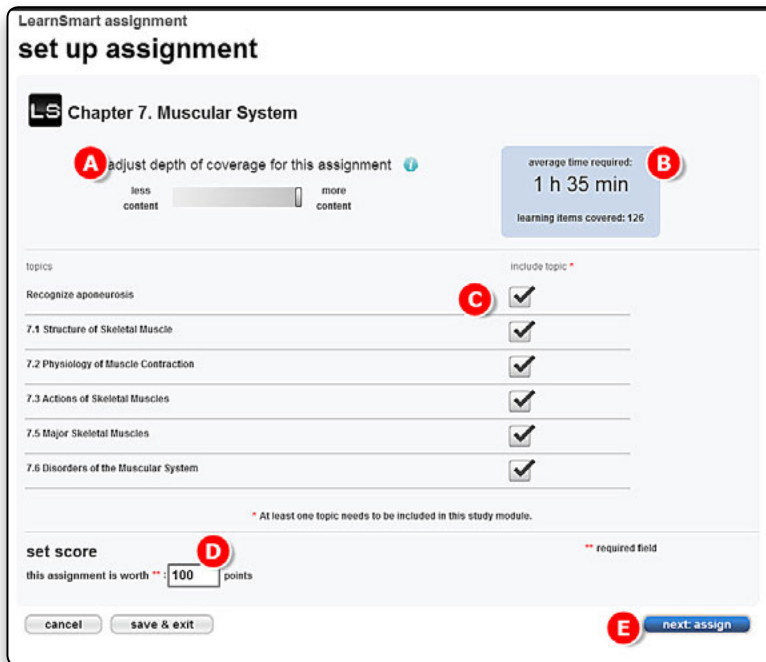 LearnSmart assignment
set up assignment
LS Chapter 7. Muscular System
A adjust depth of coverage for this assignment i
less content more content
B average time required:
1 h 35 min
learning items covered: 126
topics include topic *
Recognize aponeurosis C
7.1 Structure of Skeletal Muscle
7.2 Physiology of Muscle Contraction
7.3 Actions of Skeletal Muscles
7.5 Major Skeletal Muscles
7.6 Disorders of the Muscular System
* At least one topic needs to be included in this study module.
set score D ** required field
this assignment is worth ** : 100 points
cancel save & exit E next: assign